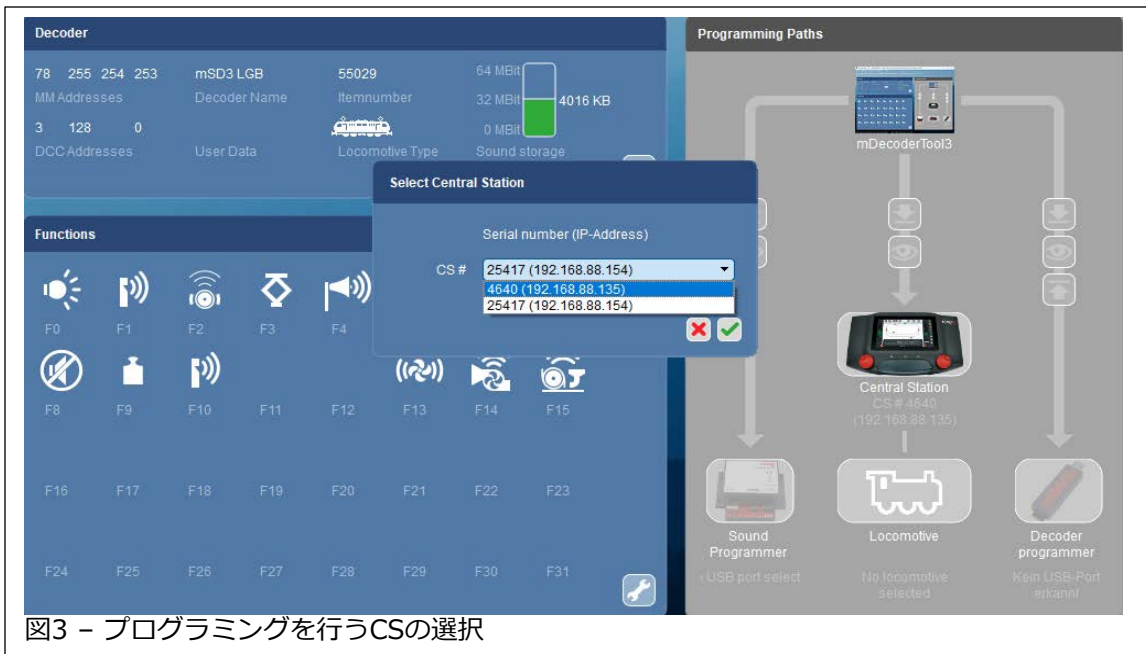 Decoder
78 255 254 253
mSD3 LGB
55029
MM Addresses
Decoder Name
Itemnumber
3 128 0
DCC Addresses
User Data
Locomotive Type
64 MBit
32 MBit
4016 KB
0 MBit
Sound storage
Functions
F0 F1 F2 F3 F4
F8 F9 F10 F11 F12 F13 F14 F15
F16 F17 F18 F19 F20 F21 F22 F23
F24 F25 F26 F27 F28 F29 F30 F31
Select Central Station
Serial number (IP-Address)
CS #
25417 (192.168.88.154)
4640 (192.168.88.135)
25417 (192.168.88.154)
Programming Paths
mDecoderTool3
Central Station
CS # 4640
(192.168.88.135)
Sound
Programmer
USB port select
Locomotive
No locomotive
selected
Decoder
programmer
Kein USB-Port
erkannt
図3 – プログラミングを行うCSの選択